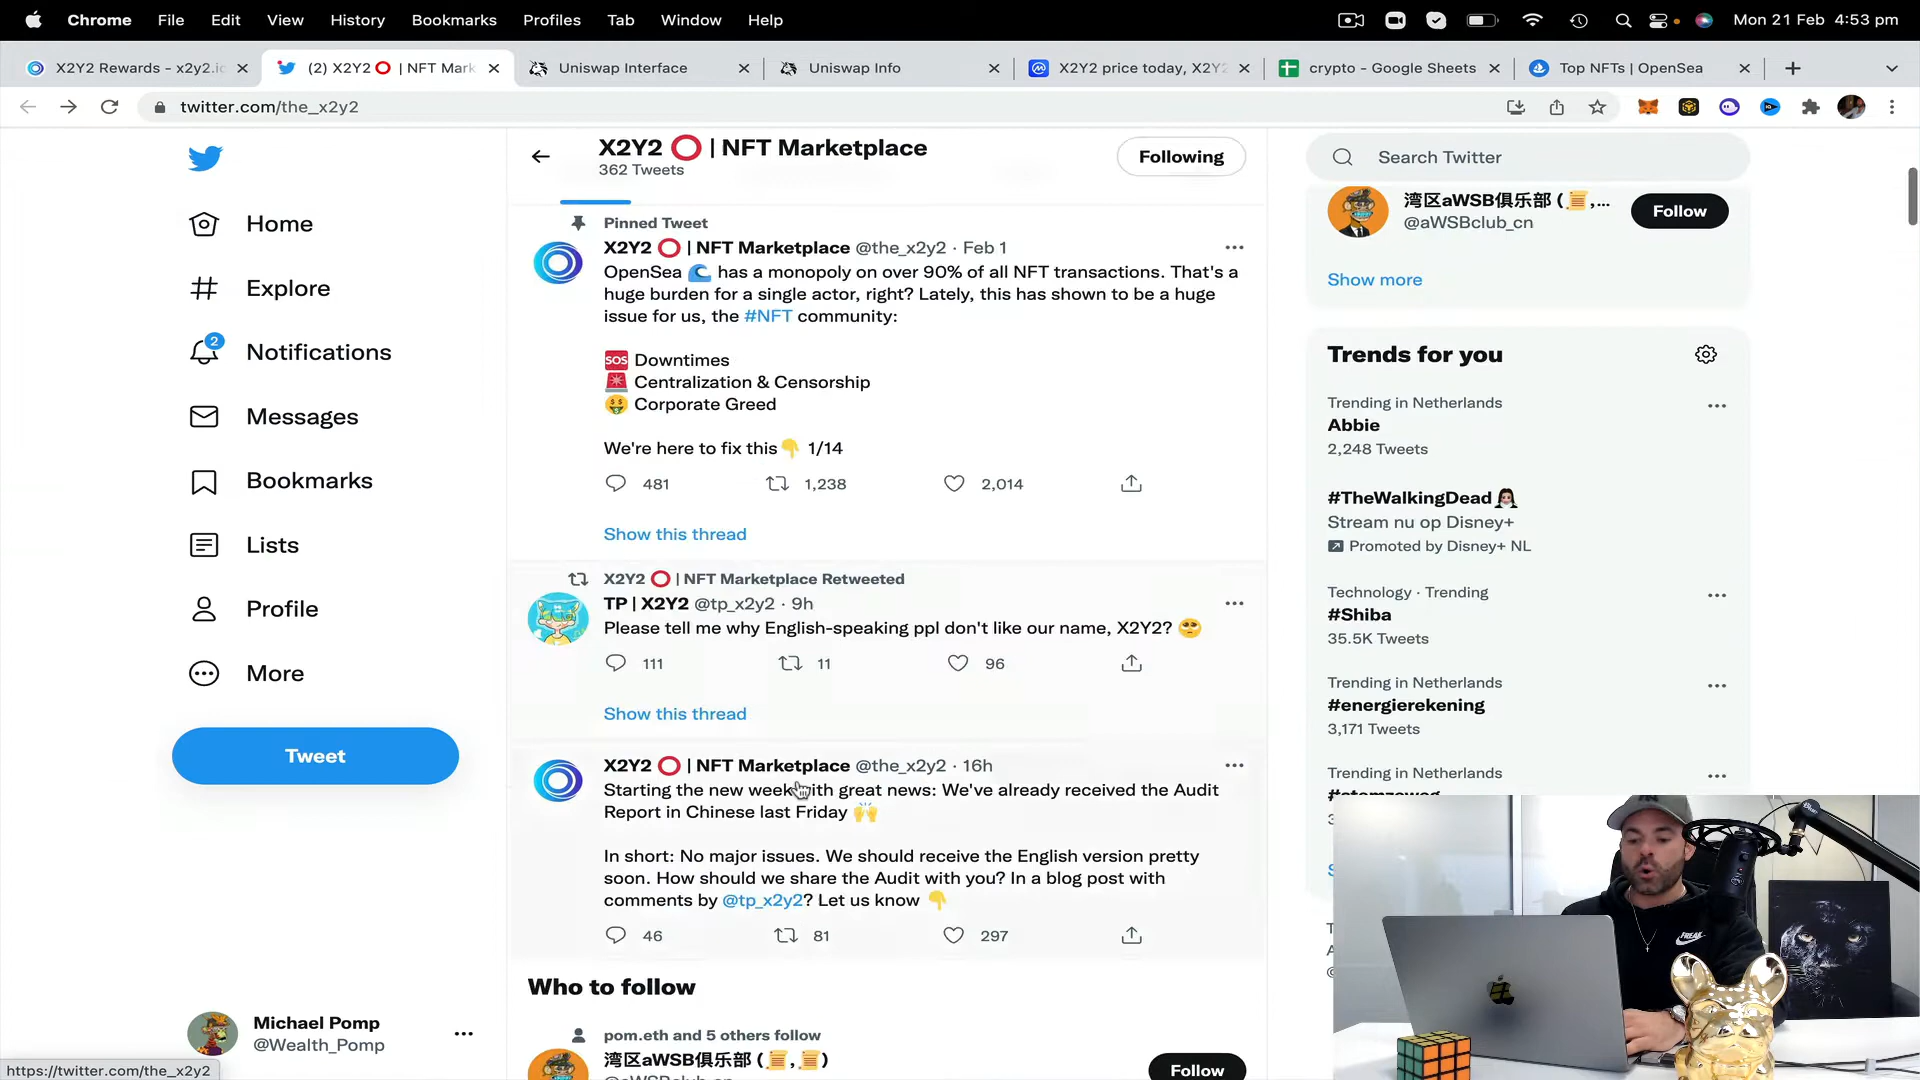 Chrome File Edit View History Bookmarks Profiles Tab Window Help Mon 21 Feb 4:53 pm
X2Y2 Rewards - x2y2.io (2) X2Y2 ⭕ | NFT Mark Uniswap Interface Uniswap Info X2Y2 price today, X2Y2 crypto - Google Sheets Top NFTs | OpenSea
twitter.com/the_x2y2
Home
Explore
2
Notifications
Messages
Bookmarks
Lists
Profile
More
Tweet
Michael Pomp
@Wealth_Pomp
https://twitter.com/the_x2y2
X2Y2 ⭕ | NFT Marketplace
362 Tweets
Following
Pinned Tweet
X2Y2 ⭕ | NFT Marketplace @the_x2y2 · Feb 1
OpenSea 🌊 has a monopoly on over 90% of all NFT transactions. That's a
huge burden for a single actor, right? Lately, this has shown to be a huge
issue for us, the #NFT community:
🆘 Downtimes
🚨 Centralization & Censorship
🤑 Corporate Greed
We're here to fix this👇 1/14
481 1,238 2,014
Show this thread
X2Y2 ⭕ | NFT Marketplace Retweeted
TP | X2Y2 @tp_x2y2 · 9h
Please tell me why English-speaking ppl don't like our name, X2Y2? 🥺
111 11 96
Show this thread
X2Y2 ⭕ | NFT Marketplace @the_x2y2 · 16h
Starting the new week with great news: We've already received the Audit
Report in Chinese last Friday 🙌
In short: No major issues. We should receive the English version pretty
soon. How should we share the Audit with you? In a blog post with
comments by @tp_x2y2? Let us know 👇
46 81 297
Who to follow
pom.eth and 5 others follow
湾区aWSB俱乐部 (📜,📜)
Follow
Search Twitter
湾区aWSB俱乐部 (📜,...
@aWSBclub_cn
Follow
Show more
Trends for you
Trending in Netherlands
Abbie
2,248 Tweets
#TheWalkingDead
Stream nu op Disney+
Promoted by Disney+ NL
Technology · Trending
#Shiba
35.5K Tweets
Trending in Netherlands
#energierekening
3,171 Tweets
Trending in Netherlands
FREAK